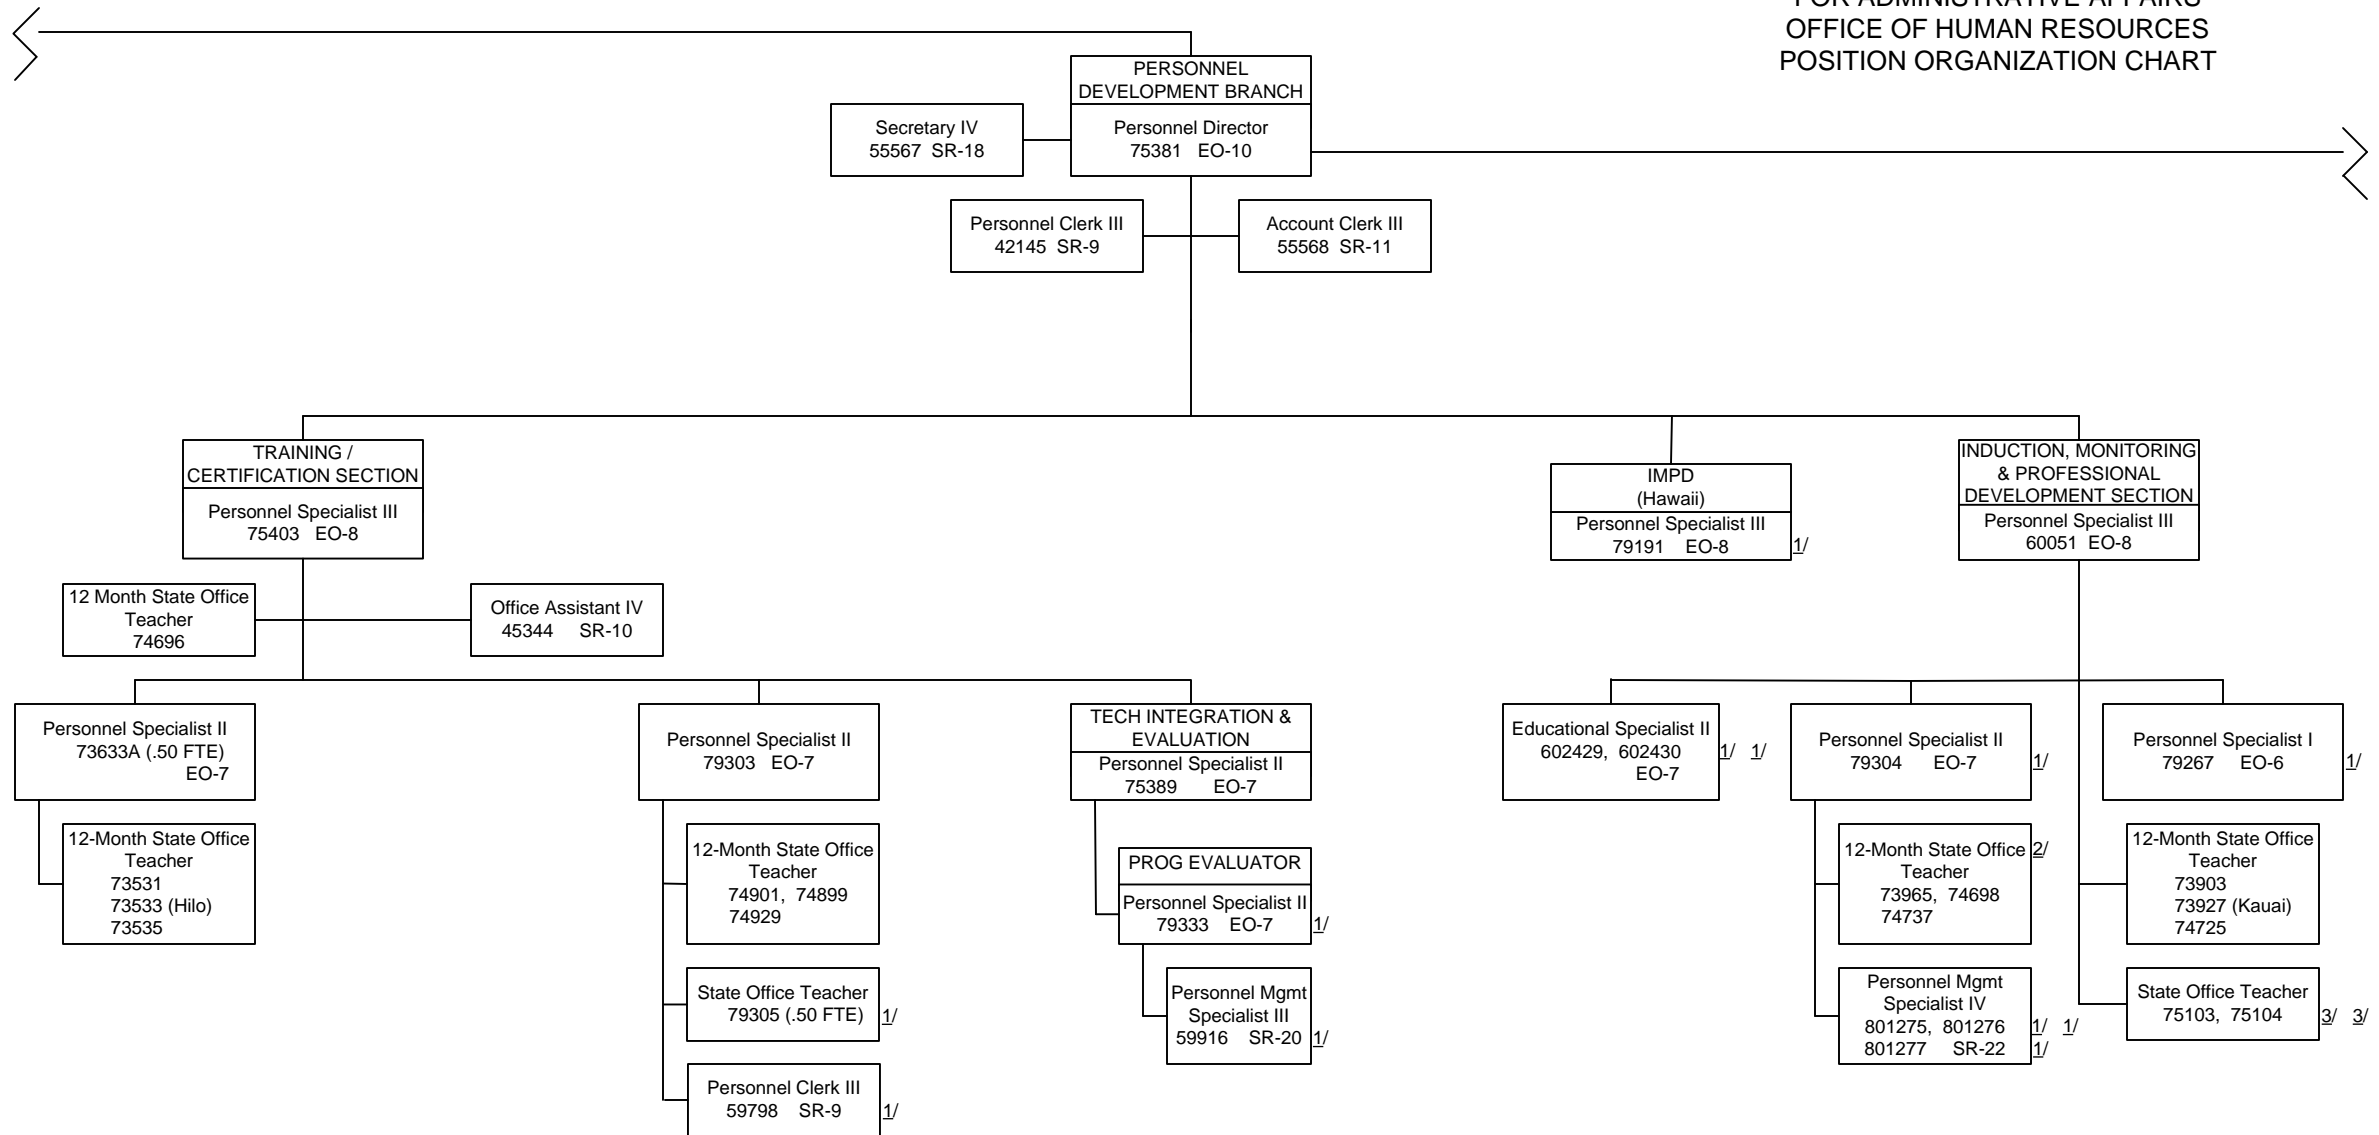 FOR ADMINISTRATIVE AFFAIRS
OFFICE OF HUMAN RESOURCES
POSITION ORGANIZATION CHART
PERSONNEL
DEVELOPMENT BRANCH
Personnel Director
75381 EO-10
Secretary IV
55567 SR-18
Personnel Clerk III
42145 SR-9
Account Clerk III
55568 SR-11
TRAINING /
CERTIFICATION SECTION
Personnel Specialist III
75403 EO-8
IMPD
(Hawaii)
Personnel Specialist III
79191 EO-8 1/
INDUCTION, MONITORING
& PROFESSIONAL
DEVELOPMENT SECTION
Personnel Specialist III
60051 EO-8
12 Month State Office
Teacher
74696
Office Assistant IV
45344 SR-10
Personnel Specialist II
73633A (.50 FTE)
EO-7
12-Month State Office
Teacher
73531
73533 (Hilo)
73535
Personnel Specialist II
79303 EO-7
12-Month State Office
Teacher
74901, 74899
74929
State Office Teacher
79305 (.50 FTE) 1/
Personnel Clerk III
59798 SR-9 1/
TECH INTEGRATION &
EVALUATION
Personnel Specialist II
75389 EO-7
PROG EVALUATOR
Personnel Specialist II
79333 EO-7 1/
Personnel Mgmt
Specialist III
59916 SR-20 1/
Educational Specialist II
602429, 602430 1/ 1/
EO-7
Personnel Specialist II
79304 EO-7 1/
12-Month State Office 2/
Teacher
73965, 74698
74737
Personnel Mgmt
Specialist IV
801275, 801276 1/ 1/
801277 SR-22 1/
Personnel Specialist I
79267 EO-6 1/
12-Month State Office
Teacher
73903
73927 (Kauai)
74725
State Office Teacher
75103, 75104 3/ 3/